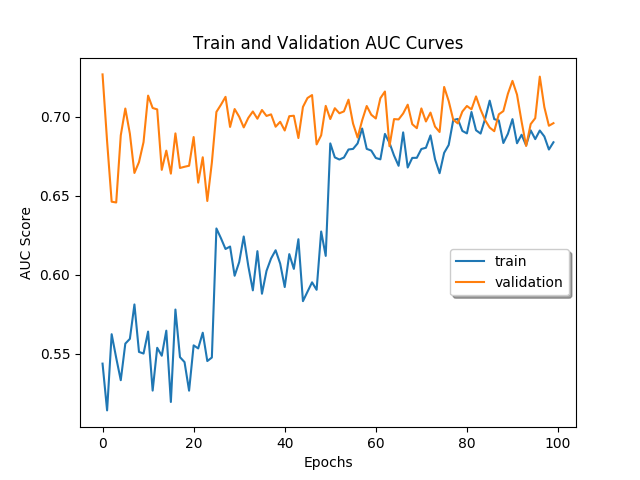 Train and Validation AUC Curves
AUC Score
0.70
0.65
0.60
0.55
train
validation
0
20
40
60
80
100
Epochs